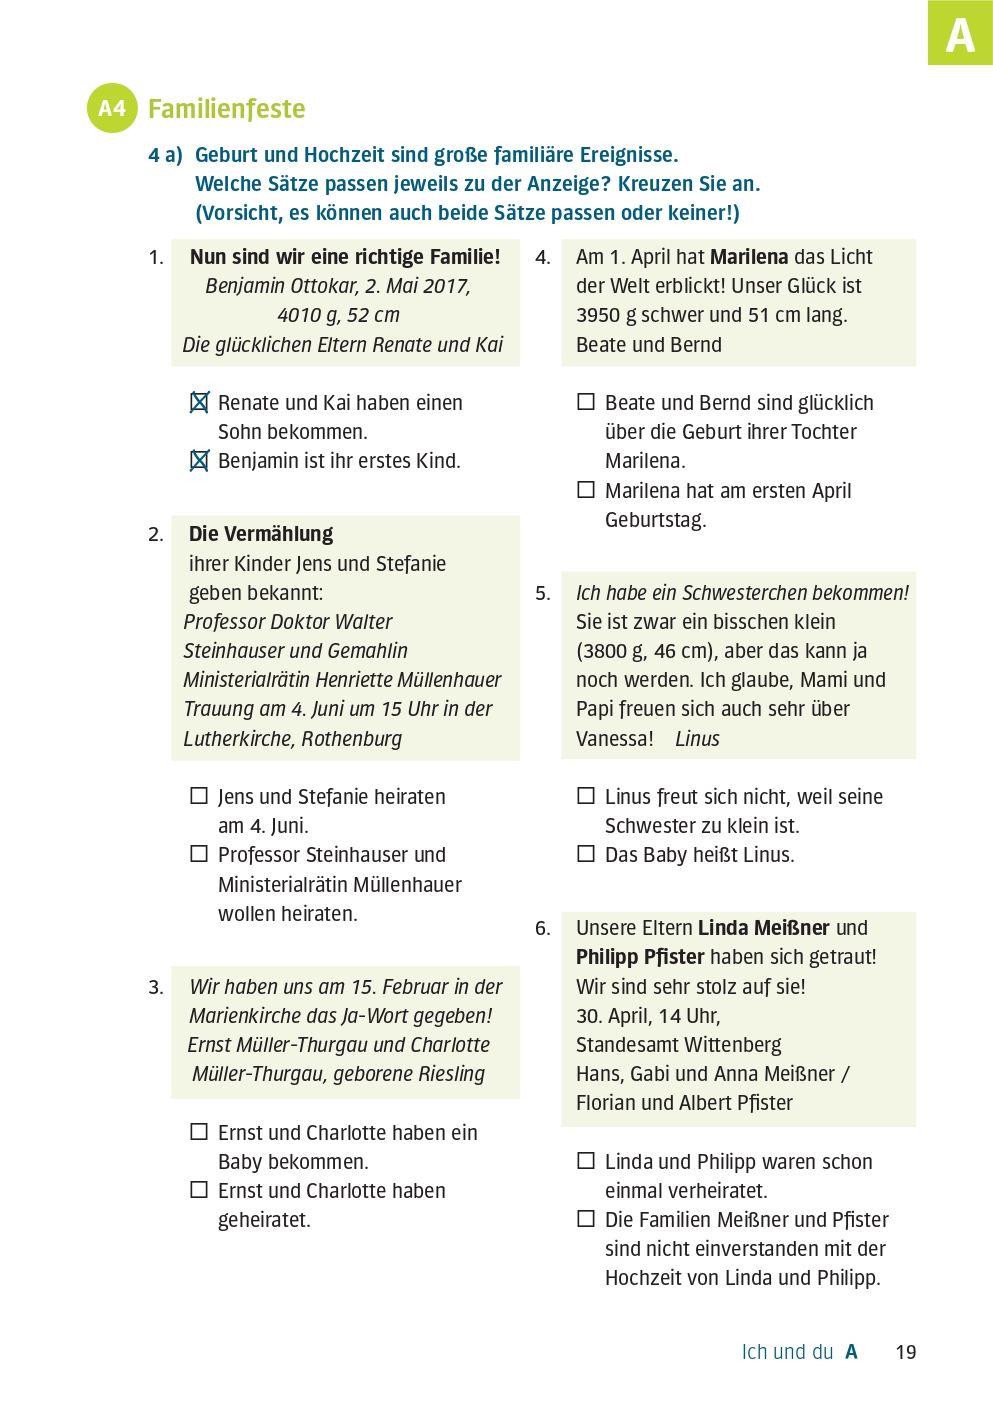 A
A4 Familienfeste
4 a) Geburt und Hochzeit sind große familiäre Ereignisse.
Welche Sätze passen jeweils zu der Anzeige? Kreuzen Sie an.
(Vorsicht, es können auch beide Sätze passen oder keiner!)
1. Nun sind wir eine richtige Familie!
Benjamin Ottokar, 2. Mai 2017,
4010 g, 52 cm
Die glücklichen Eltern Renate und Kai
Renate und Kai haben einen
Sohn bekommen.
Benjamin ist ihr erstes Kind.
2. Die Vermählung
ihrer Kinder Jens und Stefanie
geben bekannt:
Professor Doktor Walter
Steinhauser und Gemahlin
Ministerialrätin Henriette Müllenhauer
Trauung am 4. Juni um 15 Uhr in der
Lutherkirche, Rothenburg
Jens und Stefanie heiraten
am 4. Juni.
Professor Steinhauser und
Ministerialrätin Müllenhauer
wollen heiraten.
3. Wir haben uns am 15. Februar in der
Marienkirche das Ja-Wort gegeben!
Ernst Müller-Thurgau und Charlotte
Müller-Thurgau, geborene Riesling
Ernst und Charlotte haben ein
Baby bekommen.
Ernst und Charlotte haben
geheiratet.
4. Am 1. April hat Marilena das Licht
der Welt erblickt! Unser Glück ist
3950 g schwer und 51 cm lang.
Beate und Bernd
Beate und Bernd sind glücklich
über die Geburt ihrer Tochter
Marilena.
Marilena hat am ersten April
Geburtstag.
5. Ich habe ein Schwesterchen bekommen!
Sie ist zwar ein bisschen klein
(3800 g, 46 cm), aber das kann ja
noch werden. Ich glaube, Mami und
Papi freuen sich auch sehr über
Vanessa! Linus
Linus freut sich nicht, weil seine
Schwester zu klein ist.
Das Baby heißt Linus.
6. Unsere Eltern Linda Meißner und
Philipp Pfister haben sich getraut!
Wir sind sehr stolz auf sie!
30. April, 14 Uhr,
Standesamt Wittenberg
Hans, Gabi und Anna Meißner /
Florian und Albert Pfister
Linda und Philipp waren schon
einmal verheiratet.
Die Familien Meißner und Pfister
sind nicht einverstanden mit der
Hochzeit von Linda und Philipp.
Ich und du A 19